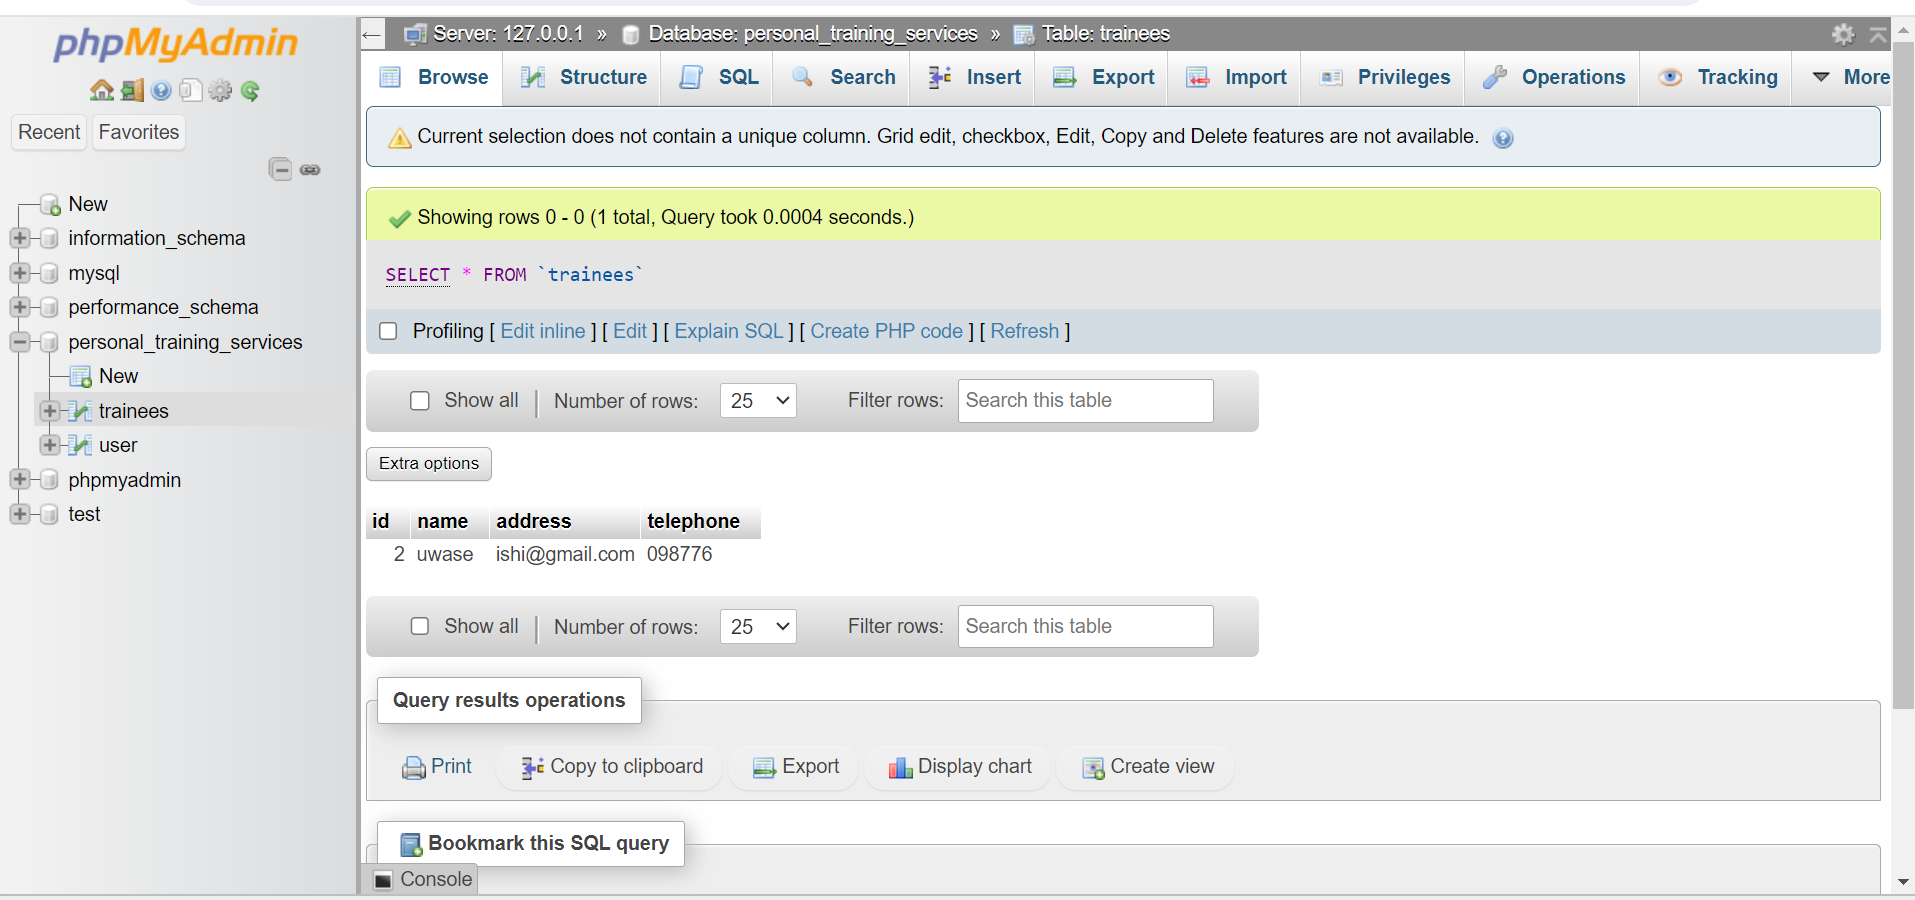 phpMyAdmin
Recent Favorites
New
information_schema
mysql
performance_schema
personal_training_services
New
trainees
user
phpmyadmin
test
Server: 127.0.0.1 » Database: personal_training_services » Table: trainees
Browse Structure SQL Search Insert Export Import Privileges Operations Tracking More
Current selection does not contain a unique column. Grid edit, checkbox, Edit, Copy and Delete features are not available.
Showing rows 0 - 0 (1 total, Query took 0.0004 seconds.)
SELECT * FROM `trainees`
Profiling [ Edit inline ] [ Edit ] [ Explain SQL ] [ Create PHP code ] [ Refresh ]
Show all Number of rows: 25 Filter rows: Search this table
Extra options
id name address telephone
2 uwase ishi@gmail.com 098776
Show all Number of rows: 25 Filter rows: Search this table
Query results operations
Print Copy to clipboard Export Display chart Create view
Bookmark this SQL query
Console